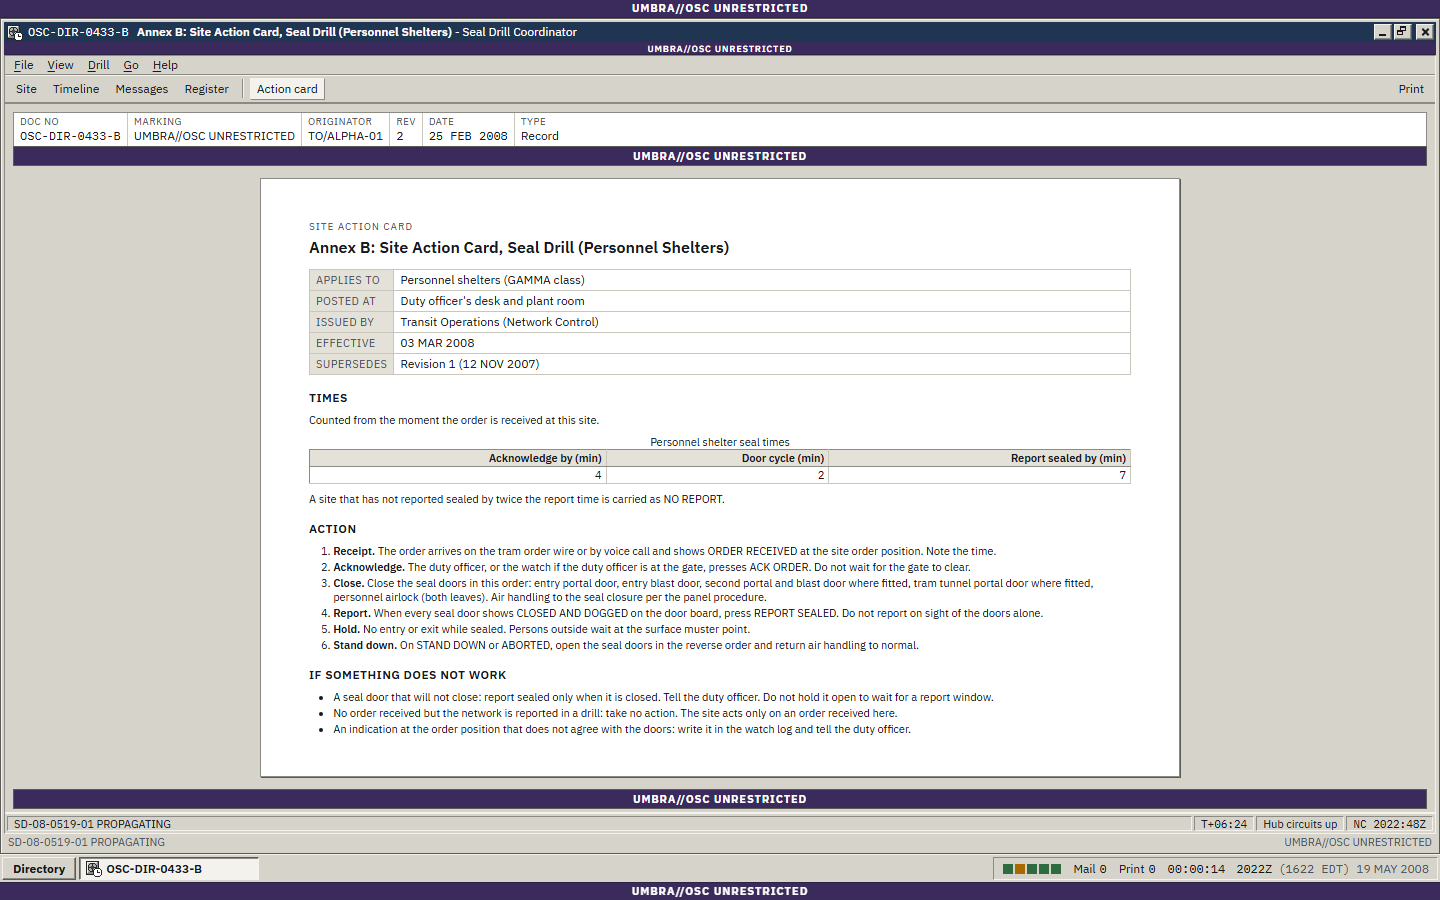 UMBRA//OSC UNRESTRICTED
OSC-DIR-0433-B Annex B: Site Action Card, Seal Drill (Personnel Shelters) - Seal Drill Coordinator
UMBRA//OSC UNRESTRICTED
File View Drill Go Help
Site Timeline Messages Register Action card Print
DOC NO MARKING ORIGINATOR REV DATE TYPE
OSC-DIR-0433-B UMBRA//OSC UNRESTRICTED TO/ALPHA-01 2 25 FEB 2008 Record
UMBRA//OSC UNRESTRICTED
SITE ACTION CARD
Annex B: Site Action Card, Seal Drill (Personnel Shelters)
APPLIES TO Personnel shelters (GAMMA class)
POSTED AT Duty officer's desk and plant room
ISSUED BY Transit Operations (Network Control)
EFFECTIVE 03 MAR 2008
SUPERSEDES Revision 1 (12 NOV 2007)
TIMES
Counted from the moment the order is received at this site.
Personnel shelter seal times
Acknowledge by (min) Door cycle (min) Report sealed by (min)
4 2 7
A site that has not reported sealed by twice the report time is carried as NO REPORT.
ACTION
1. Receipt. The order arrives on the tram order wire or by voice call and shows ORDER RECEIVED at the site order position. Note the time.
2. Acknowledge. The duty officer, or the watch if the duty officer is at the gate, presses ACK ORDER. Do not wait for the gate to clear.
3. Close. Close the seal doors in this order: entry portal door, entry blast door, second portal and blast door where fitted, tram tunnel portal door where fitted,
personnel airlock (both leaves). Air handling to the seal closure per the panel procedure.
4. Report. When every seal door shows CLOSED AND DOGGED on the door board, press REPORT SEALED. Do not report on sight of the doors alone.
5. Hold. No entry or exit while sealed. Persons outside wait at the surface muster point.
6. Stand down. On STAND DOWN or ABORTED, open the seal doors in the reverse order and return air handling to normal.
IF SOMETHING DOES NOT WORK
• A seal door that will not close: report sealed only when it is closed. Tell the duty officer. Do not hold it open to wait for a report window.
• No order received but the network is reported in a drill: take no action. The site acts only on an order received here.
• An indication at the order position that does not agree with the doors: write it in the watch log and tell the duty officer.
UMBRA//OSC UNRESTRICTED
SD-08-0519-01 PROPAGATING T+06:24 Hub circuits up NC 2022:48Z
SD-08-0519-01 PROPAGATING UMBRA//OSC UNRESTRICTED
Directory OSC-DIR-0433-B Mail 0 Print 0 00:00:14 2022Z (1622 EDT) 19 MAY 2008
UMBRA//OSC UNRESTRICTED